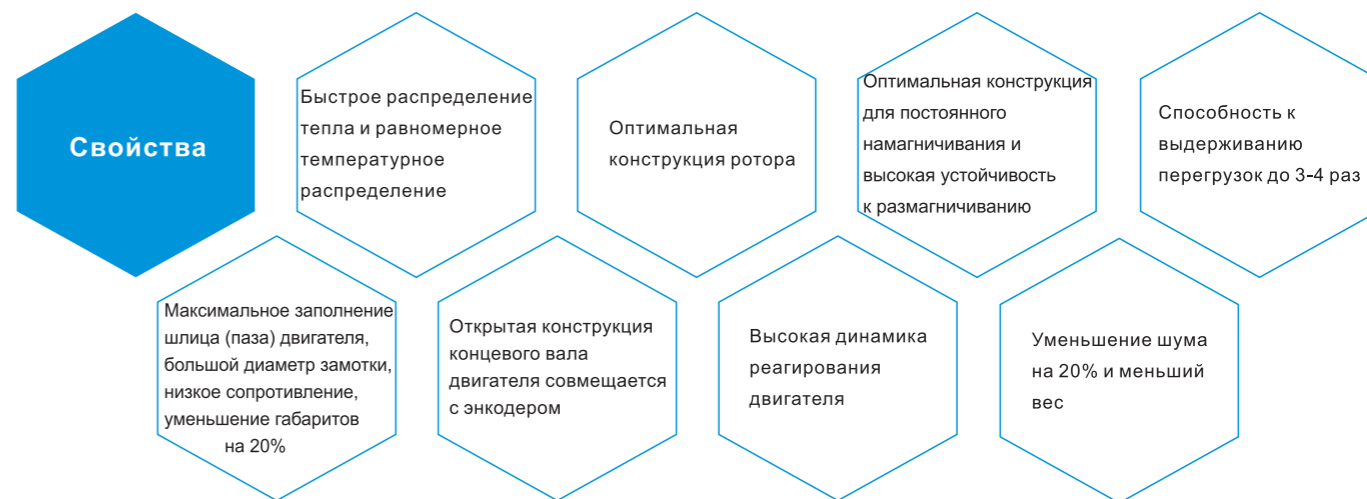 Свойства
Быстрое распределение
тепла и равномерное
температурное
распределение
Оптимальная
конструкция ротора
Оптимальная конструкция
для постоянного
намагничивания и
высокая устойчивость
к размагничиванию
Способность к
выдерживанию
перегрузок до 3-4 раз
Максимальное заполнение
шлица (паза) двигателя,
большой диаметр замотки,
низкое сопротивление,
уменьшение габаритов
на 20%
Открытая конструкция
концевого вала
двигателя совмещается
с энкодером
Высокая динамика
реагирования
двигателя
Уменьшение шума
на 20% и меньший
вес